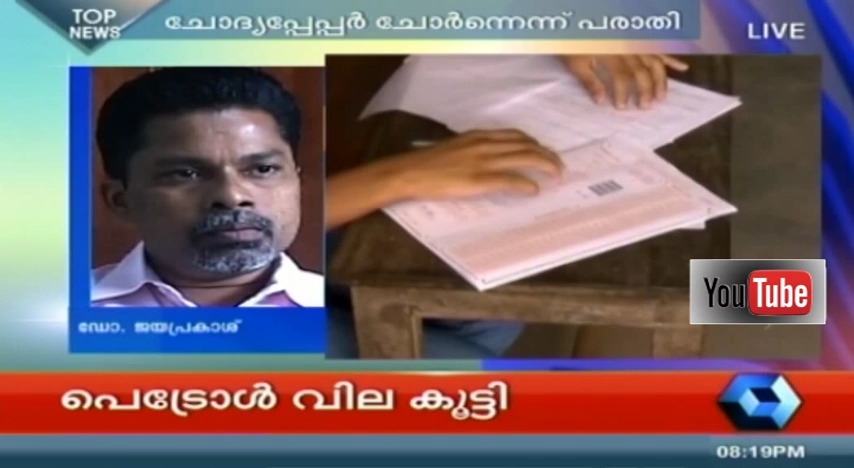 TOP
NEWS
ചോദ്യപ്പേപ്പർ ചോർന്നെന്ന് പരാതി
LIVE
ഡോ. ജയപ്രകാശ്
YouTube
പെട്രോൾ വില കൂട്ടി
08:19PM